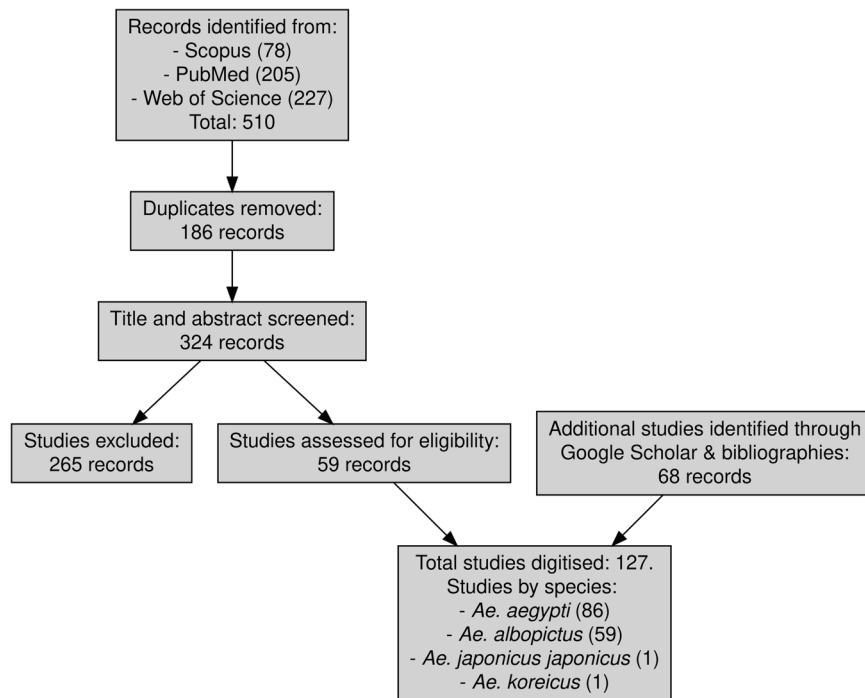 Records identified from:
- Scopus (78)
- PubMed (205)
- Web of Science (227)
Total: 510
Duplicates removed:
186 records
Title and abstract screened:
324 records
Studies excluded:
265 records
Studies assessed for eligibility:
59 records
Additional studies identified through
Google Scholar & bibliographies:
68 records
Total studies digitised: 127.
Studies by species:
- Ae. aegypti (86)
- Ae. albopictus (59)
- Ae. japonicus japonicus (1)
- Ae. koreicus (1)